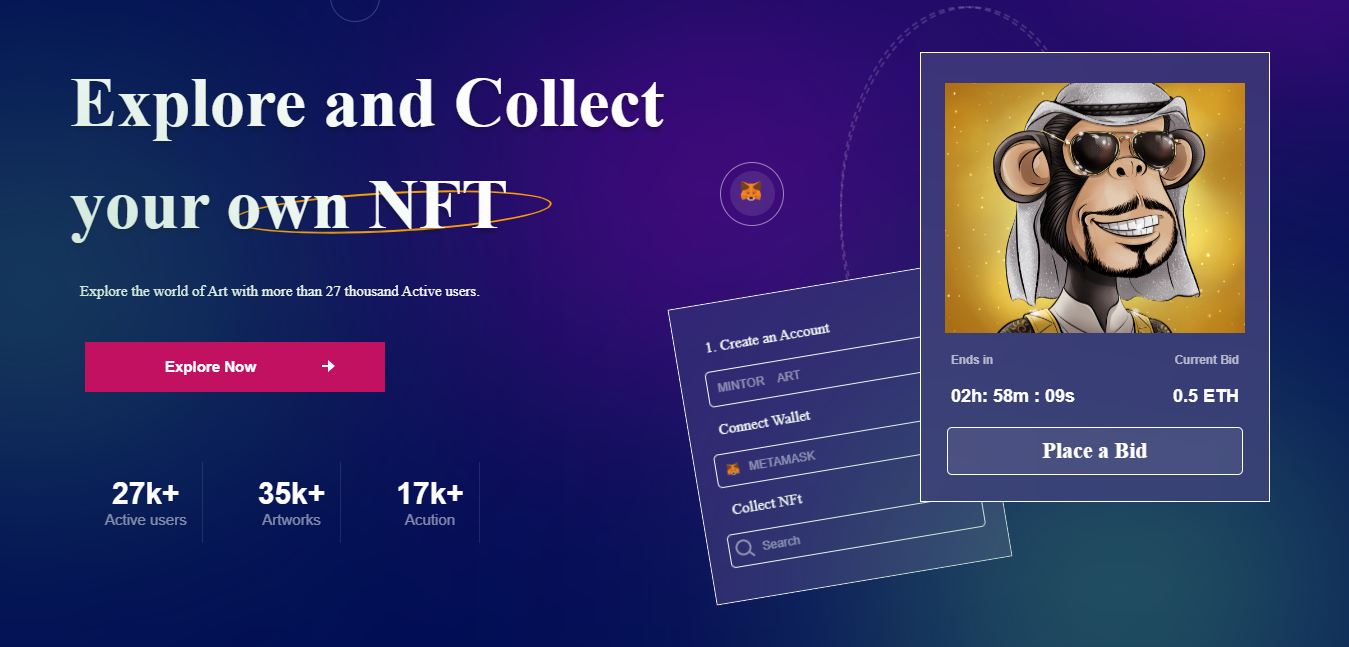 Explore and Collect
your own NFT
Explore the world of Art with more than 27 thousand Active users.
Explore Now
27k+
Active users
35k+
Artworks
17k+
Acution
1. Create an Account
MINTOR ART
Connect Wallet
METAMASK
Collect NFt
Search
Ends in
Current Bid
02h: 58m : 09s
0.5 ETH
Place a Bid